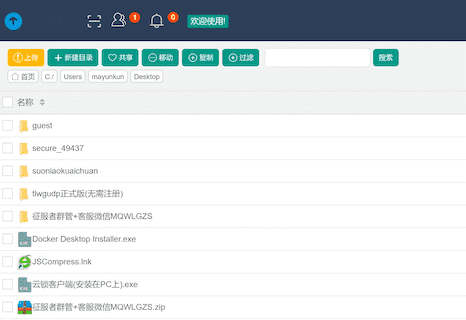 1 0 欢迎使用!
上传 新建目录 共享 移动 复制 过滤 搜索
首页 C:/ Users mayunkun Desktop
名称
guest
secure_49437
suoniaokuaichuan
tiwgudp正式版(无需注册)
征服者群管+客服微信MQWLGZS
Docker Desktop Installer.exe
JSCompress.lnk
云锁客户端(安装在PC上).exe
征服者群管+客服微信MQWLGZS.zip